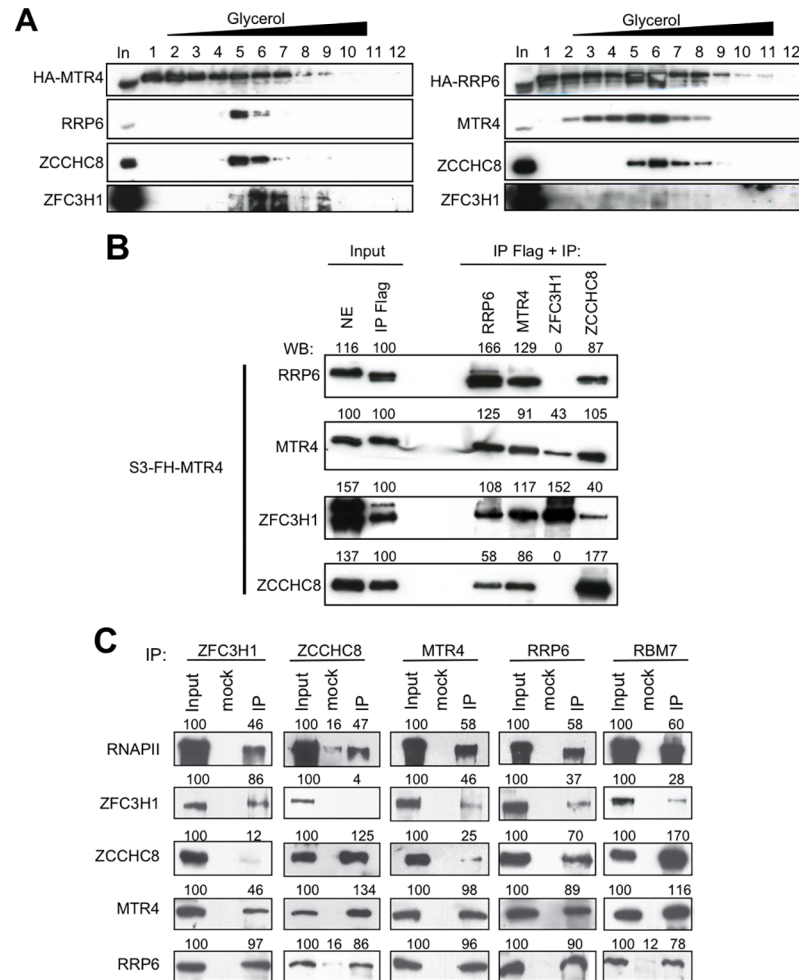 A
Glycerol
In 1 2 3 4 5 6 7 8 9 10 11 12
HA-MTR4
RRP6
ZCCHC8
ZFC3H1
Glycerol
In 1 2 3 4 5 6 7 8 9 10 11 12
HA-RRP6
MTR4
ZCCHC8
ZFC3H1
B
Input IP Flag + IP:
NE IP Flag RRP6 MTR4 ZFC3H1 ZCCHC8
WB: 116 100 166 129 0 87
RRP6
100 100 125 91 43 105
MTR4
S3-FH-MTR4
157 100 108 117 152 40
ZFC3H1
137 100 58 86 0 177
ZCCHC8
C
IP: ZFC3H1 ZCCHC8 MTR4 RRP6 RBM7
Input mock IP Input mock IP Input mock IP Input mock IP Input mock IP
100 46 100 16 47 100 58 100 58 100 60
RNAPII
100 86 100 4 100 46 100 37 100 28
ZFC3H1
100 12 100 125 100 25 100 70 100 170
ZCCHC8
100 46 100 134 100 98 100 89 100 116
MTR4
100 97 100 16 86 100 96 100 90 100 12 78
RRP6